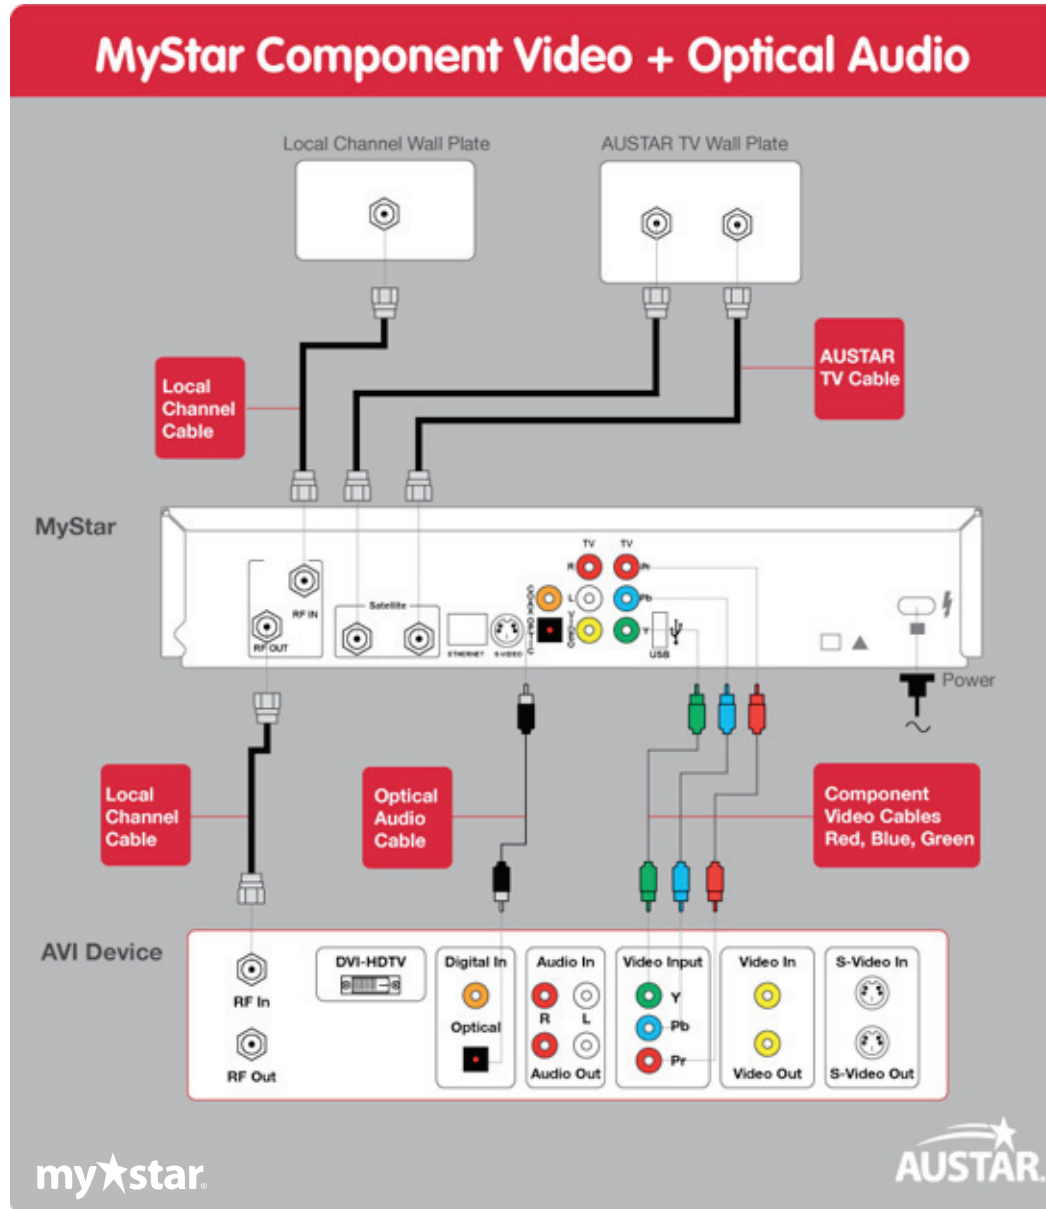 MyStar Component Video + Optical Audio
Local Channel Wall Plate
AUSTAR TV Wall Plate
AUSTAR
TV Cable
Local
Channel
Cable
MyStar
TV
TV
R
Pr
RF IN
L
Pb
Satellite
RF OUT
Y
ETHERNET
S-VIDEO
USB
Power
Local
Channel
Cable
Optical
Audio
Cable
Component
Video Cables
Red, Blue, Green
AVI Device
DVI-HDTV
Digital In
Audio In
Video Input
Video In
S-Video In
RF In
R
L
Y
Optical
Pb
Pr
RF Out
Audio Out
Video Out
S-Video Out
my star
AUSTAR